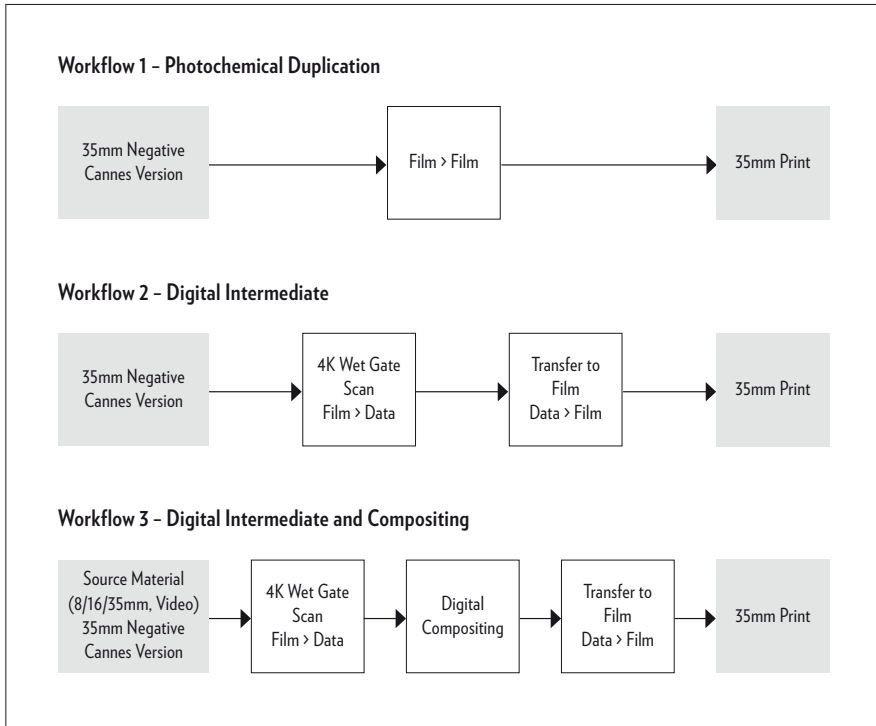 Workflow 1 – Photochemical Duplication
35mm Negative
Cannes Version
Film > Film
35mm Print
Workflow 2 – Digital Intermediate
35mm Negative
Cannes Version
4K Wet Gate
Scan
Film > Data
Transfer to
Film
Data > Film
35mm Print
Workflow 3 – Digital Intermediate and Compositing
Source Material
(8/16/35mm, Video)
35mm Negative
Cannes Version
4K Wet Gate
Scan
Film > Data
Digital
Compositing
Transfer to
Film
Data > Film
35mm Print